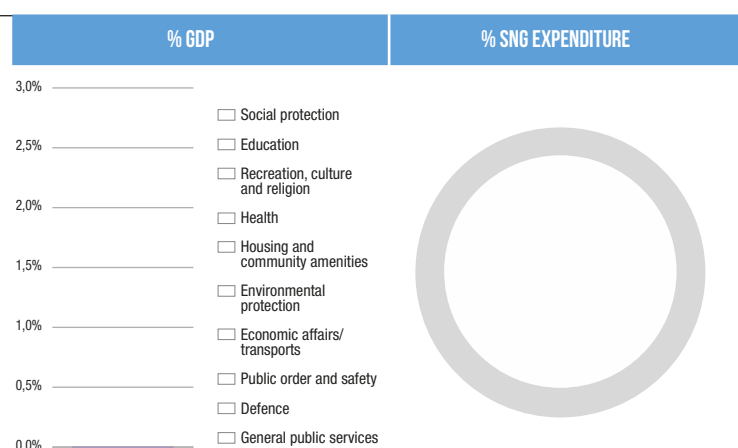 % GDP
% SNG EXPENDITURE
3,0%
2,5%
2,0%
1,5%
1,0%
0,5%
0,0%
Social protection
Education
Recreation, culture
and religion
Health
Housing and
community amenities
Environmental
protection
Economic affairs/
transports
Public order and safety
Defence
General public services